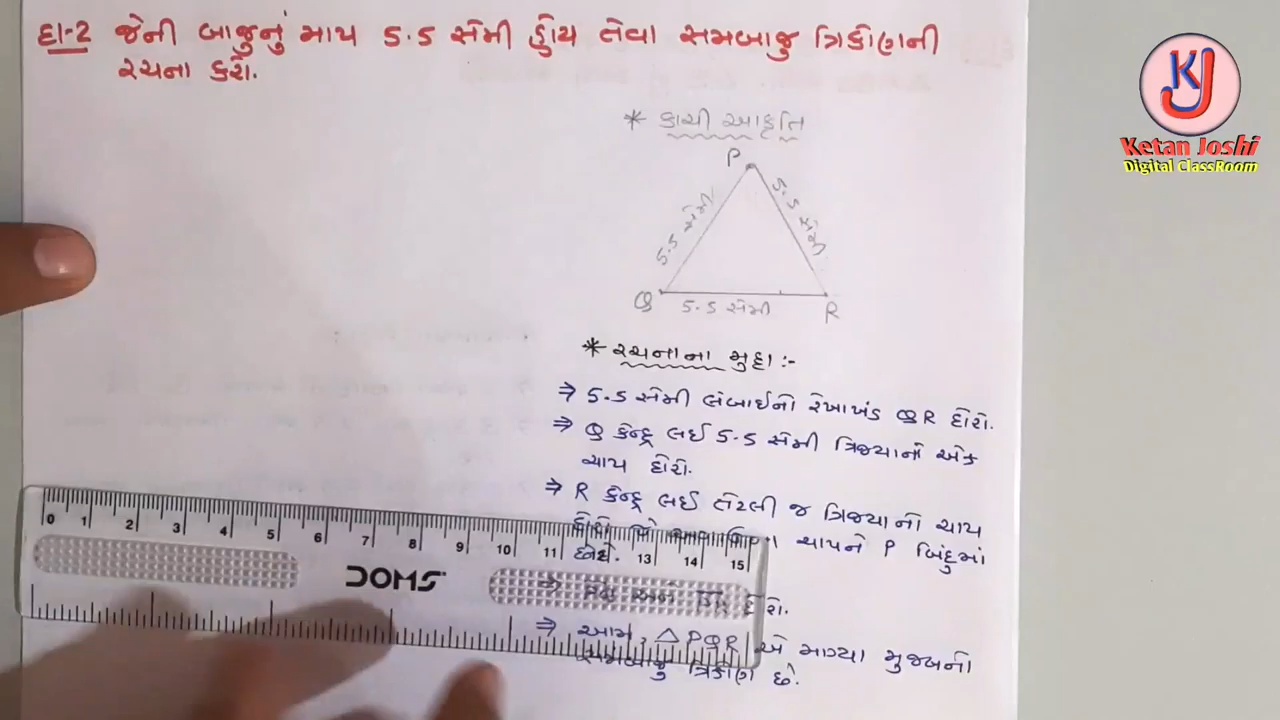 દા-2 જેની બાજુનું માપ 5.5 સેમી હોય તેવા સમબાજુ ત્રિકોણની
રચના કરો.
KJ
Ketan Joshi
Digital ClassRoom
* કાચી આકૃતિ
P
5.5 સેમી
5.5 સેમી
Q 5.5 સેમી R
* રચનાના મુદ્દા :-
⇒ 5.5 સેમી લંબાઈનો રેખાખંડ QR દોરો.
⇒ Q કેન્દ્ર લઈ 5.5 સેમી ત્રિજ્યાનો એક
ચાપ દોરો.
⇒ R કેન્દ્ર લઈ તેટલી જ ત્રિજ્યાનો ચાપ
ચાપને P બિંદુમાં
છેદે.
0 1 2 3 4 5 6 7 8 9 10 11 13 14 15
DOMS
⇒ અને દોરો.
⇒ આમ, △PQR એ માગ્યા મુજબનો
સમબાજુ ત્રિકોણ છે.